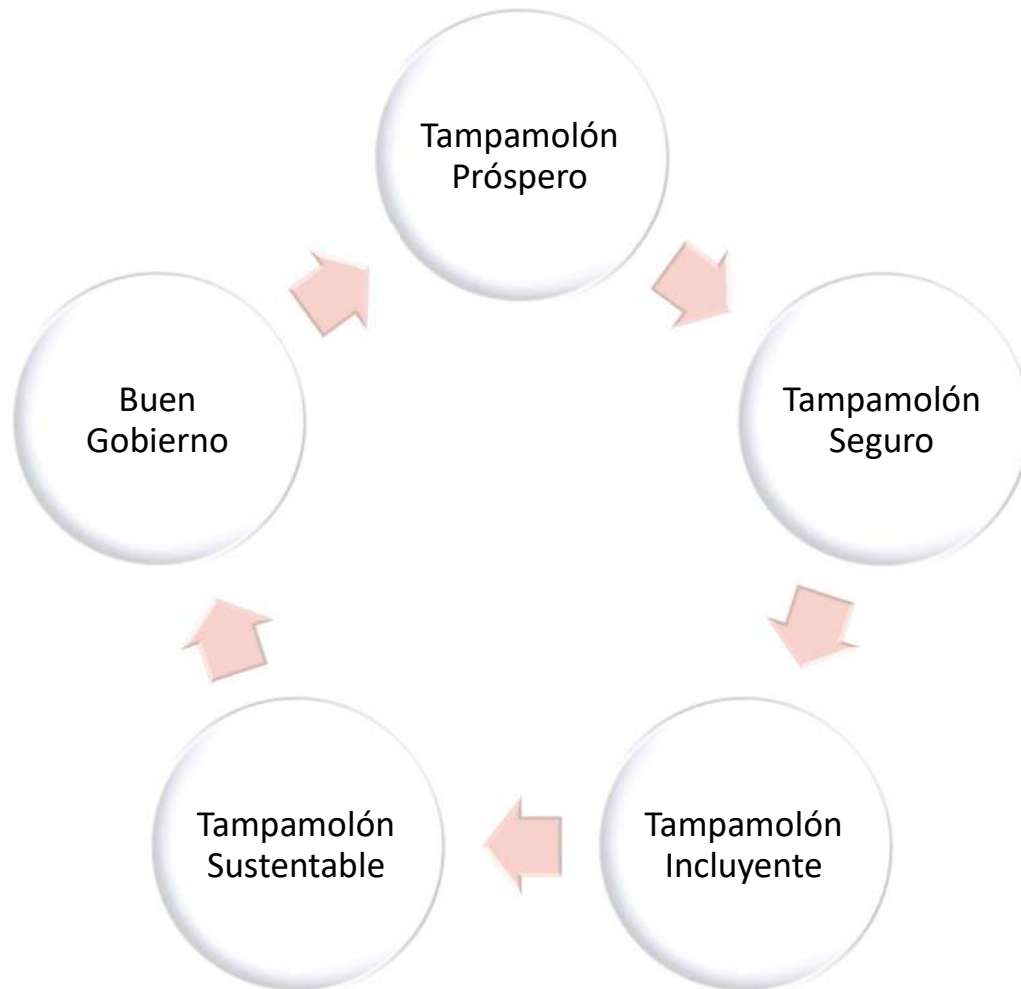 Tampamolón
Próspero
Tampamolón
Seguro
Tampamolón
Incluyente
Tampamolón
Sustentable
Buen
Gobierno